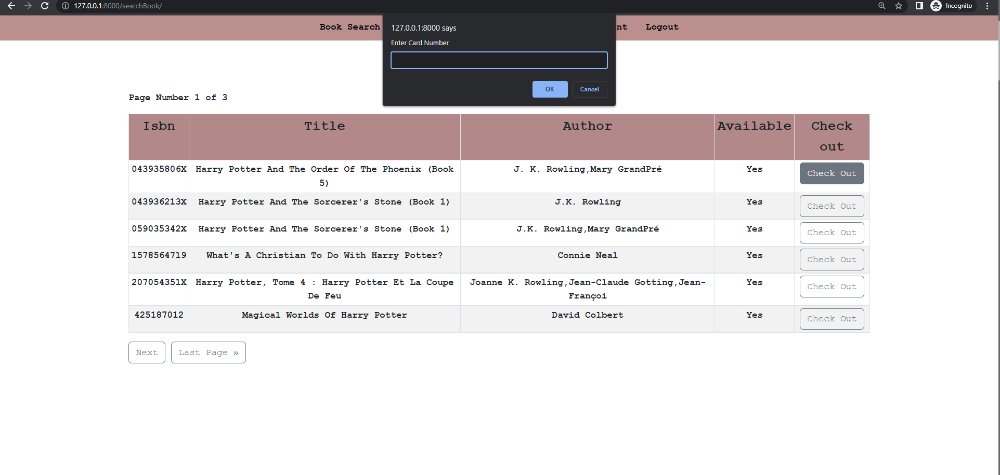 127.0.0.1:8000/searchBook/
Incognito
Book Search
Logout
127.0.0.1:8000 says
Enter Card Number
OK Cancel
Page Number 1 of 3
Isbn Title Author Available Check
out
043935806X Harry Potter And The Order Of The Phoenix (Book J. K. Rowling,Mary GrandPré Yes Check Out
5)
043936213X Harry Potter And The Sorcerer's Stone (Book 1) J.K. Rowling Yes Check Out
059035342X Harry Potter And The Sorcerer's Stone (Book 1) J.K. Rowling,Mary GrandPré Yes Check Out
1578564719 What's A Christian To Do With Harry Potter? Connie Neal Yes Check Out
207054351X Harry Potter, Tome 4 : Harry Potter Et La Coupe Joanne K. Rowling,Jean-Claude Gotting,Jean- Yes Check Out
De Feu Françoi
425187012 Magical Worlds Of Harry Potter David Colbert Yes Check Out
Next Last Page »